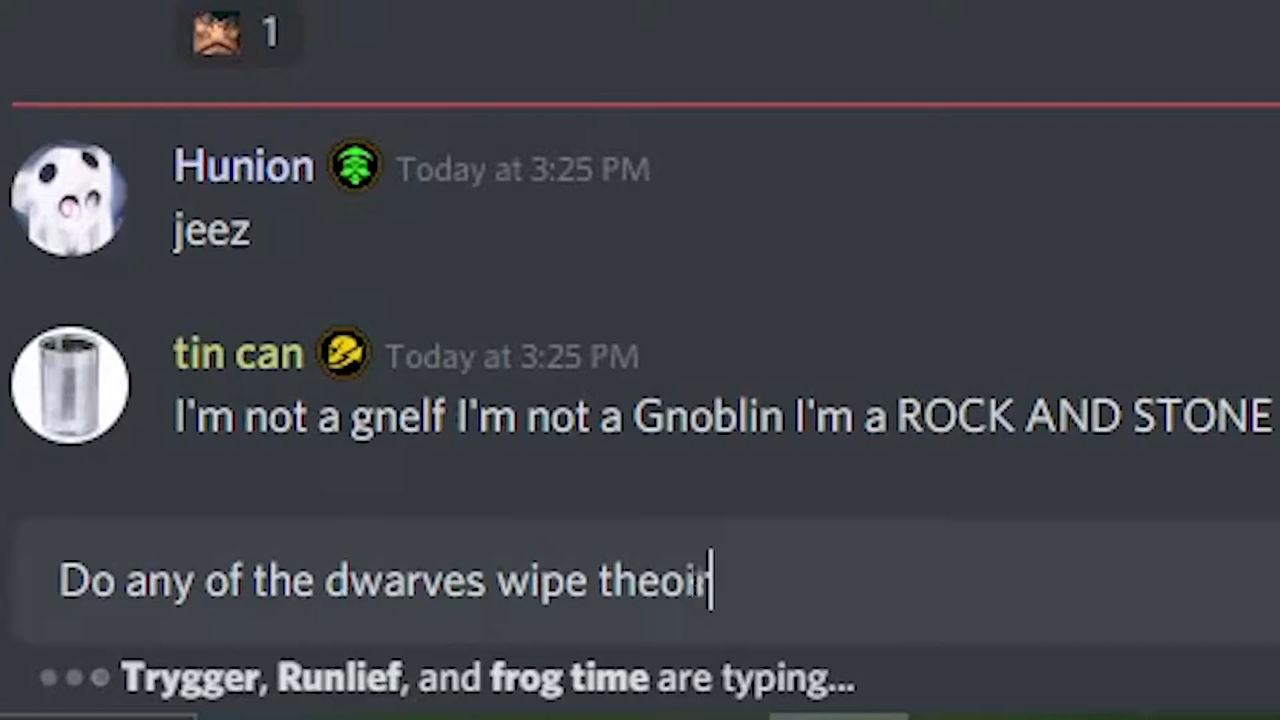 1
Hunion Today at 3:25 PM
jeez
tin can Today at 3:25 PM
I'm not a gnelf I'm not a Gnoblin I'm a ROCK AND STONE
Do any of the dwarves wipe theoir
Trygger, Runlief, and frog time are typing...